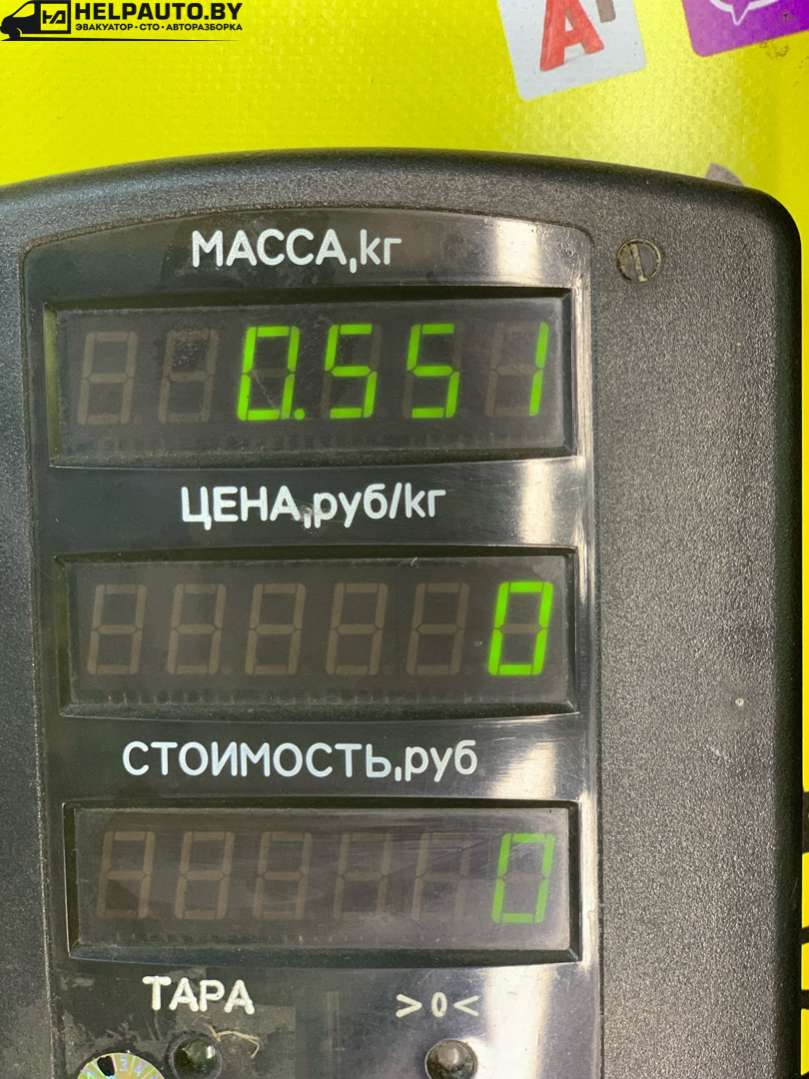 HELPAUTO.BY
ЭВАКУАТОР • СТО • АВТОРАЗБОРКА
МАССА,кг
0.551
ЦЕНА,руб/кг
0
СТОИМОСТЬ,руб
0
ТАРА
>0<